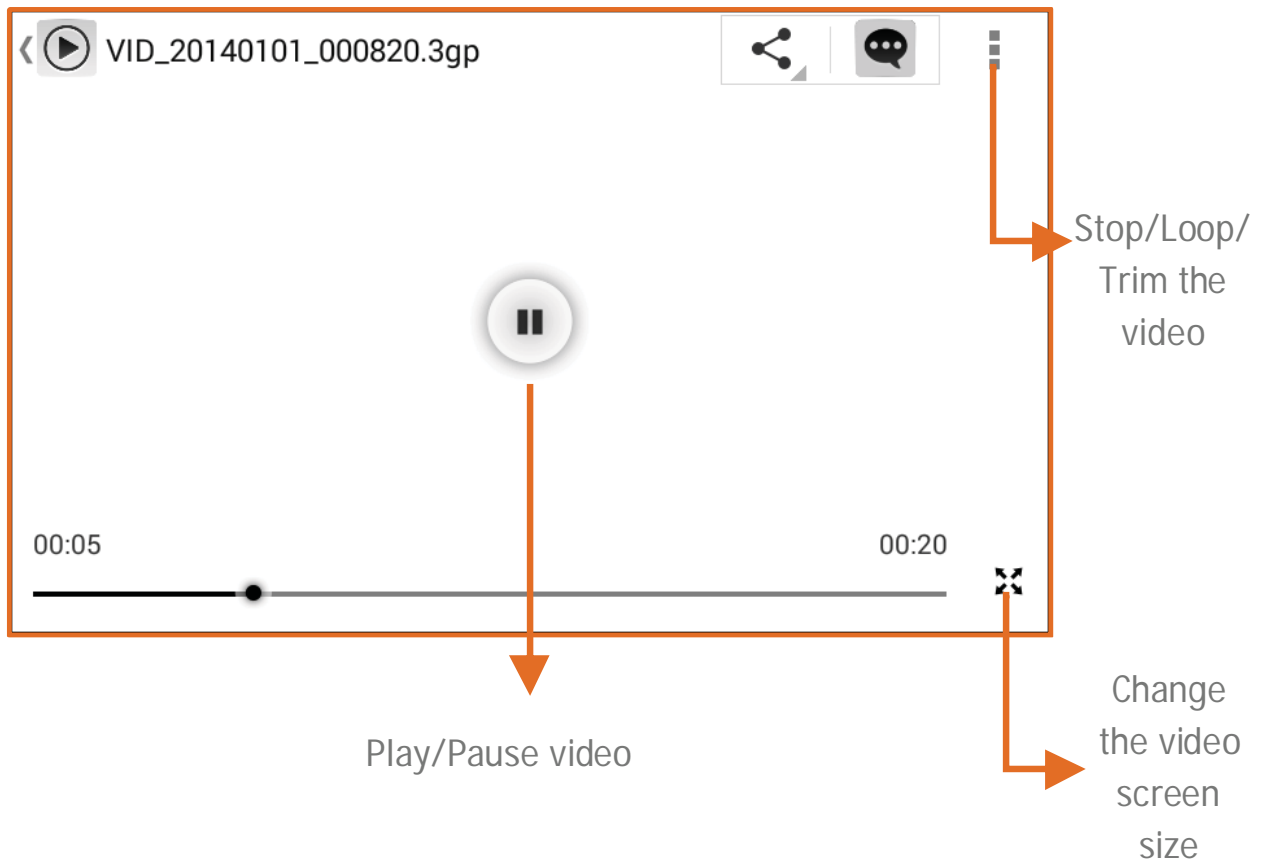 VID_20140101_000820.3gp
Stop/Loop/
Trim the
video
00:05
00:20
Play/Pause video
Change
the video
screen
size